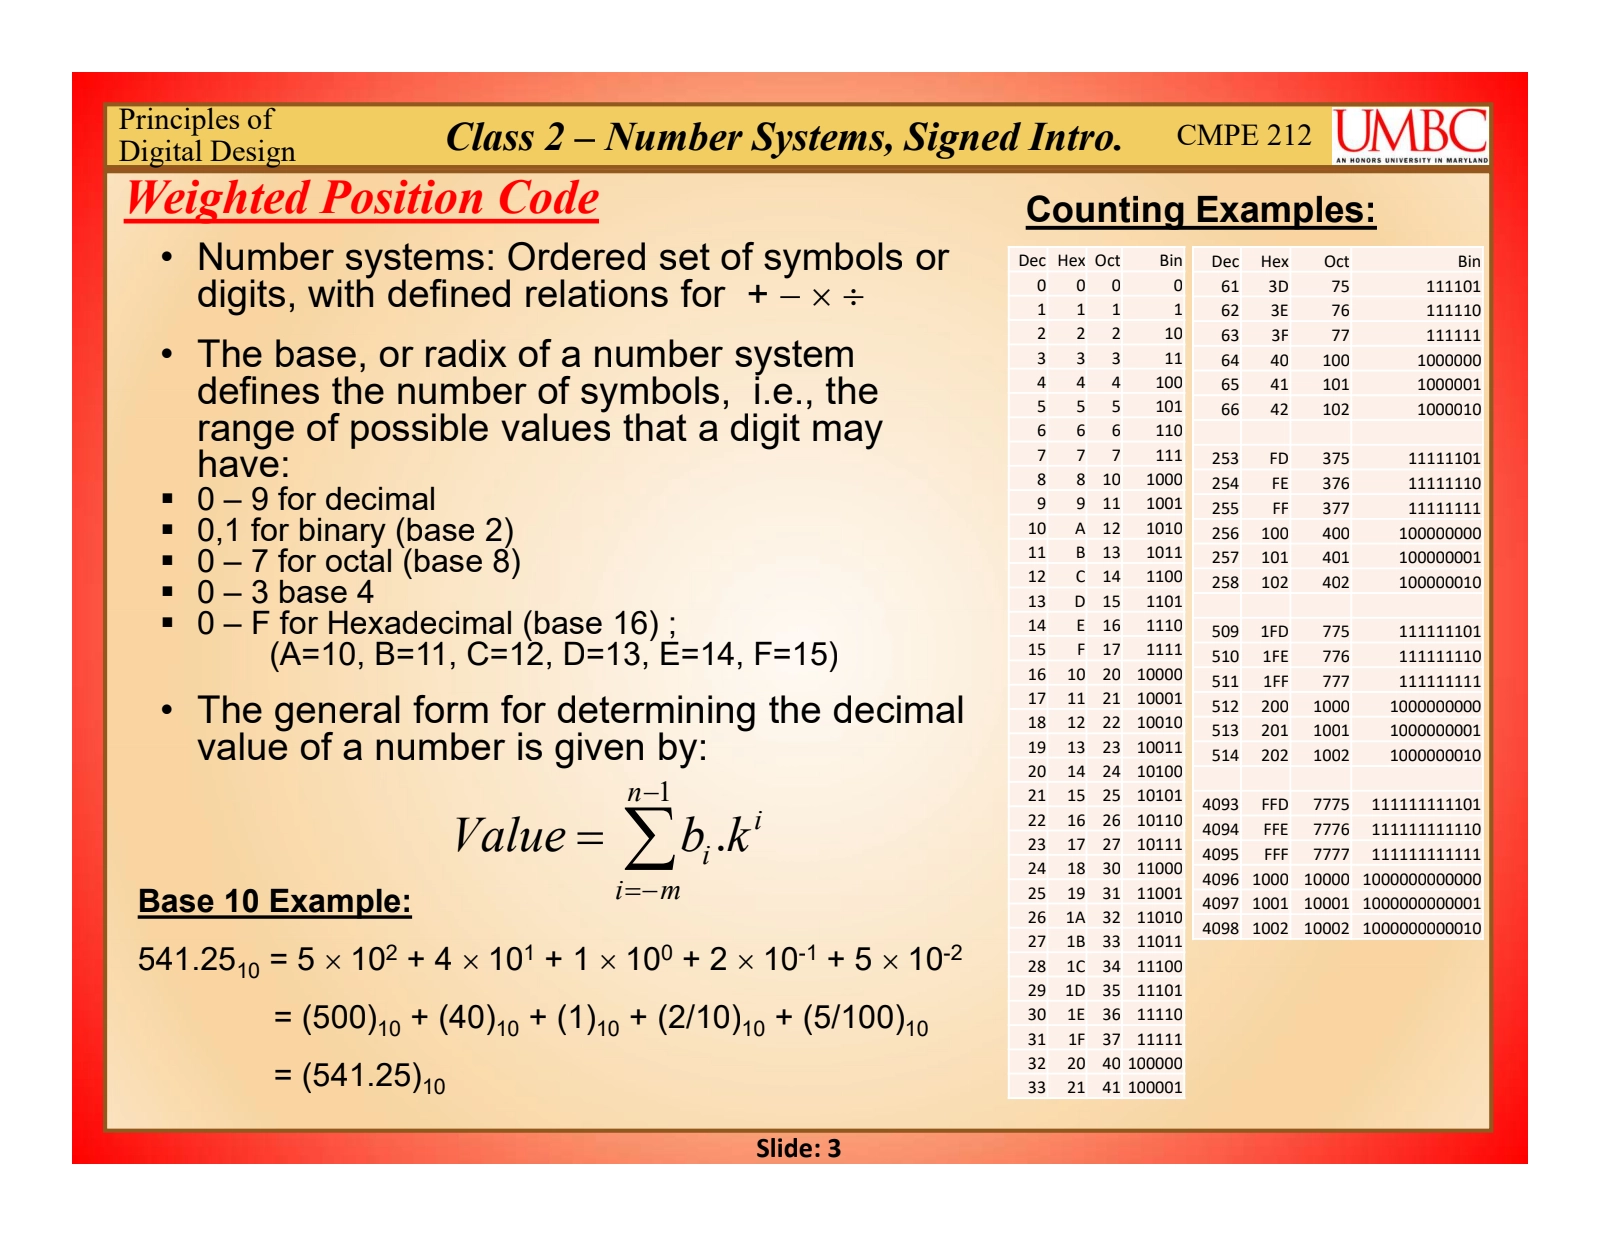 Principles of
Digital Design
Class 2 – Number Systems, Signed Intro.
CMPE 212
UMBC
AN HONORS UNIVERSITY IN MARYLAND
Weighted Position Code
• Number systems: Ordered set of symbols or
digits, with defined relations for + − × ÷
• The base, or radix of a number system
defines the number of symbols, i.e., the
range of possible values that a digit may
have:
▪ 0 – 9 for decimal
▪ 0,1 for binary (base 2)
▪ 0 – 7 for octal (base 8)
▪ 0 – 3 base 4
▪ 0 – F for Hexadecimal (base 16) ;
(A=10, B=11, C=12, D=13, E=14, F=15)
• The general form for determining the decimal
value of a number is given by:
n−1
Value = ∑ bᵢ.kⁱ
i=−m
Base 10 Example:
541.25₁₀ = 5 × 10² + 4 × 10¹ + 1 × 10⁰ + 2 × 10⁻¹ + 5 × 10⁻²
= (500)₁₀ + (40)₁₀ + (1)₁₀ + (2/10)₁₀ + (5/100)₁₀
= (541.25)₁₀
Counting Examples:
Dec Hex Oct Bin
0 0 0 0
1 1 1 1
2 2 2 10
3 3 3 11
4 4 4 100
5 5 5 101
6 6 6 110
7 7 7 111
8 8 10 1000
9 9 11 1001
10 A 12 1010
11 B 13 1011
12 C 14 1100
13 D 15 1101
14 E 16 1110
15 F 17 1111
16 10 20 10000
17 11 21 10001
18 12 22 10010
19 13 23 10011
20 14 24 10100
21 15 25 10101
22 16 26 10110
23 17 27 10111
24 18 30 11000
25 19 31 11001
26 1A 32 11010
27 1B 33 11011
28 1C 34 11100
29 1D 35 11101
30 1E 36 11110
31 1F 37 11111
32 20 40 100000
33 21 41 100001
Dec Hex Oct Bin
61 3D 75 111101
62 3E 76 111110
63 3F 77 111111
64 40 100 1000000
65 41 101 1000001
66 42 102 1000010
253 FD 375 11111101
254 FE 376 11111110
255 FF 377 11111111
256 100 400 100000000
257 101 401 100000001
258 102 402 100000010
509 1FD 775 111111101
510 1FE 776 111111110
511 1FF 777 111111111
512 200 1000 1000000000
513 201 1001 1000000001
514 202 1002 1000000010
4093 FFD 7775 111111111101
4094 FFE 7776 111111111110
4095 FFF 7777 111111111111
4096 1000 10000 1000000000000
4097 1001 10001 1000000000001
4098 1002 10002 1000000000010
Slide: 3